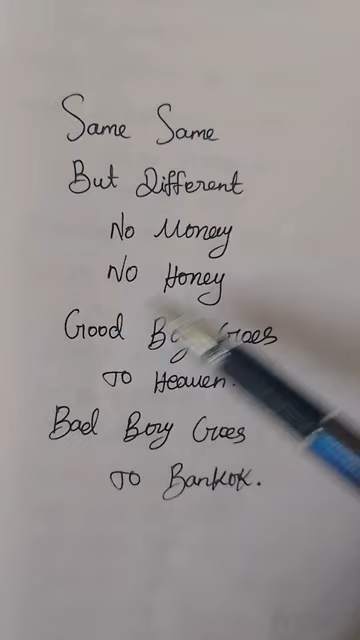 Same Same
But Different
No Money
No Honey
Good Boy Goes
To Heaven.
Bad Boy Goes
To Bankok.